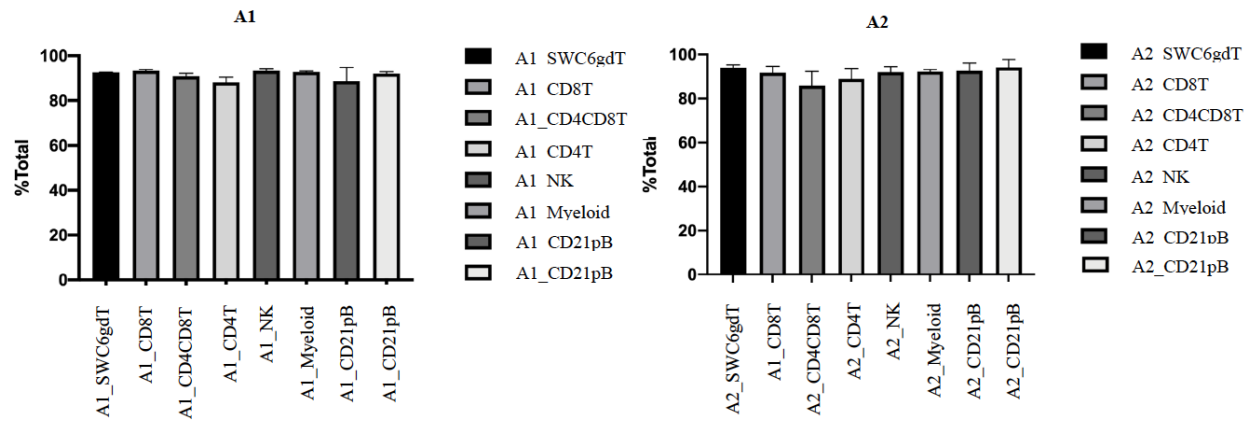 A1
%Total
100
80
60
40
20
0
A1_SWC6gdT
A1_CD8T
A1_CD4CD8T
A1_CD4T
A1_NK
A1_Myeloid
A1_CD21pB
A1_CD21pB
A1 SWC6gdT
A1 CD8T
A1_CD4CD8T
A1 CD4T
A1 NK
A1 Myeloid
A1 CD21pB
A1_CD21pB
A2
%Total
100
80
60
40
20
0
A2_SWC6gdT
A1_CD8T
A2_CD4CD8T
A2_CD4T
A2_NK
A2_Myeloid
A2_CD21pB
A2_CD21pB
A2 SWC6gdT
A2 CD8T
A2 CD4CD8T
A2 CD4T
A2 NK
A2 Myeloid
A2 CD21pB
A2_CD21pB